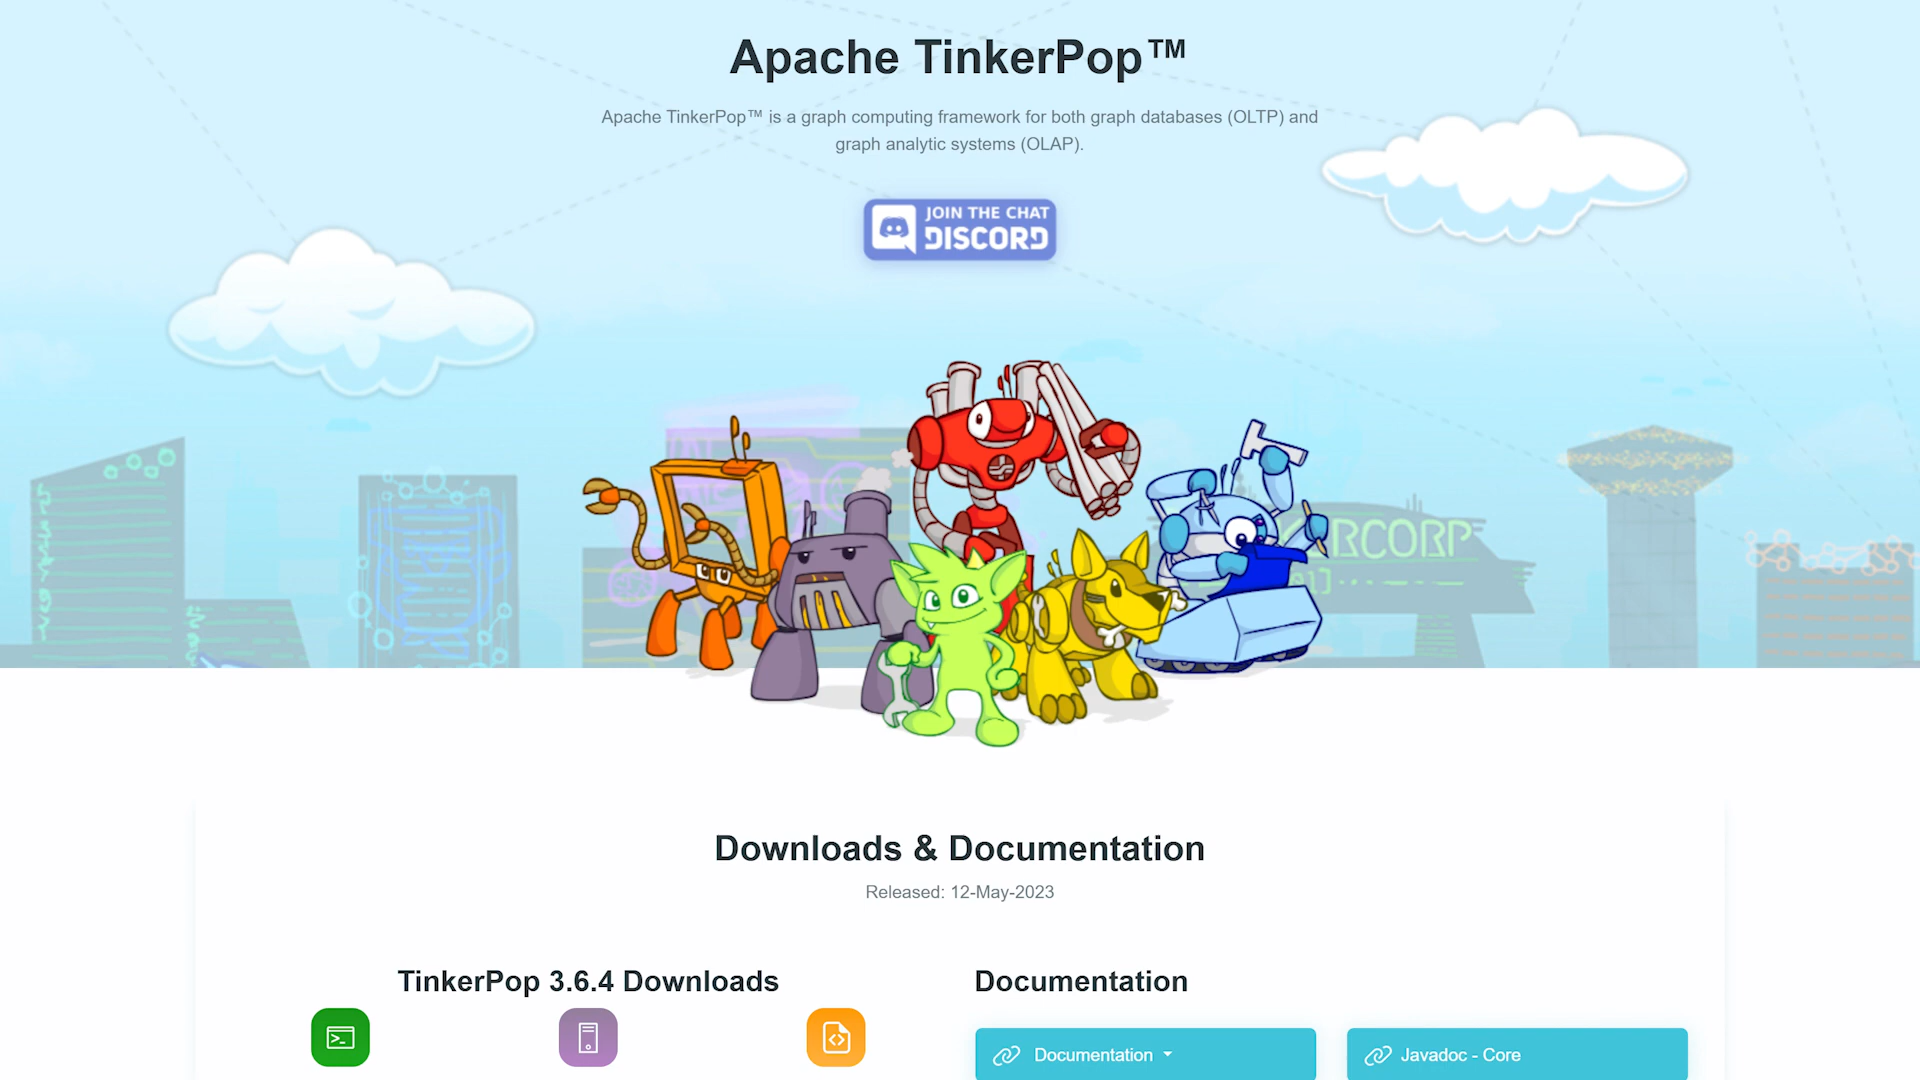 Apache TinkerPop™
Apache TinkerPop™ is a graph computing framework for both graph databases (OLTP) and
graph analytic systems (OLAP).
JOIN THE CHAT
DISCORD
RCORP
Downloads & Documentation
Released: 12-May-2023
TinkerPop 3.6.4 Downloads
Documentation
Documentation
Javadoc - Core